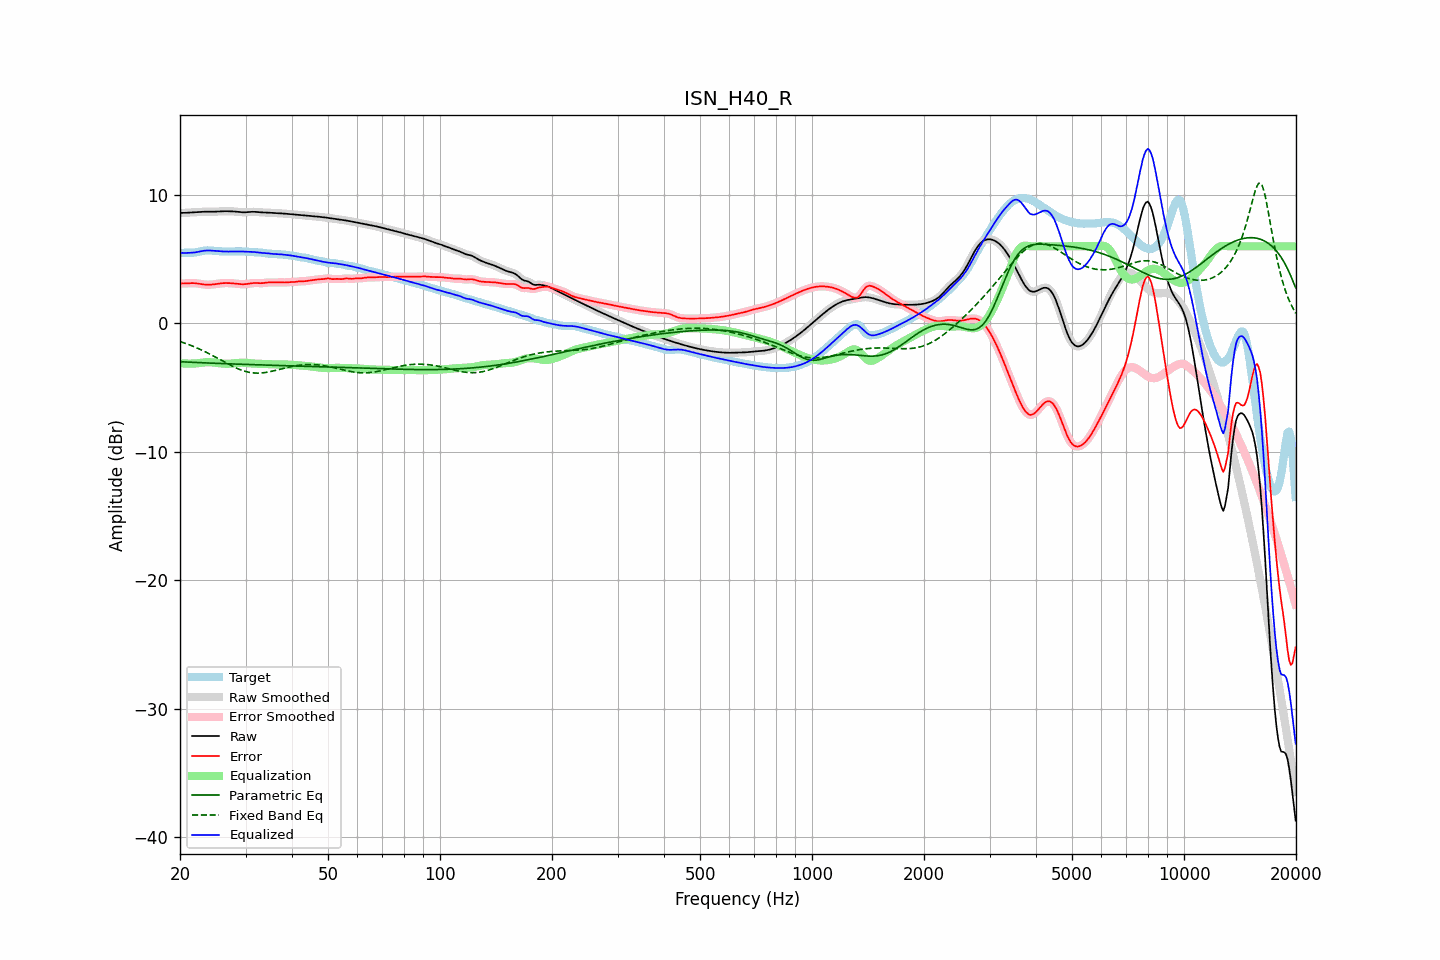 ISN_H40_R
Amplitude (dBr)
10
0
−10
−20
−30
−40
Target
Raw Smoothed
Error Smoothed
Raw
Error
Equalization
Parametric Eq
Fixed Band Eq
Equalized
20 50 100 200 500 1000 2000 5000 10000 20000
Frequency (Hz)